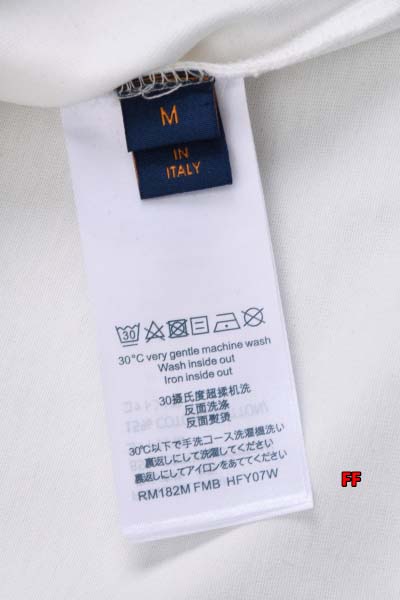 M
IN
ITALY
30
30°C very gentle machine wash
Wash inside out
Iron inside out
30摄氏度超揉机洗
反面洗涤
反面熨烫
30℃以下で手洗コース洗濯機洗い
裏返しにして洗濯してください
裏返しにしてアイロンをあててください
RM182M FMB HFY07W
FF